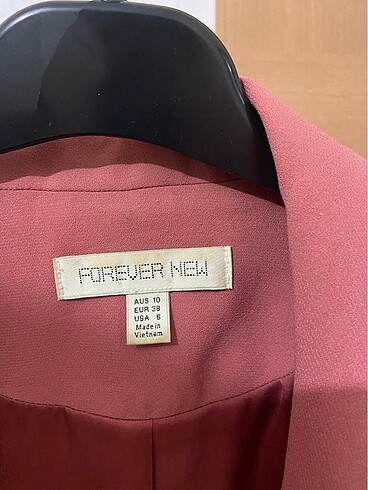 FOREVER NEW
AUS 10
EUR 38
USA 6
Made in
Vietnam